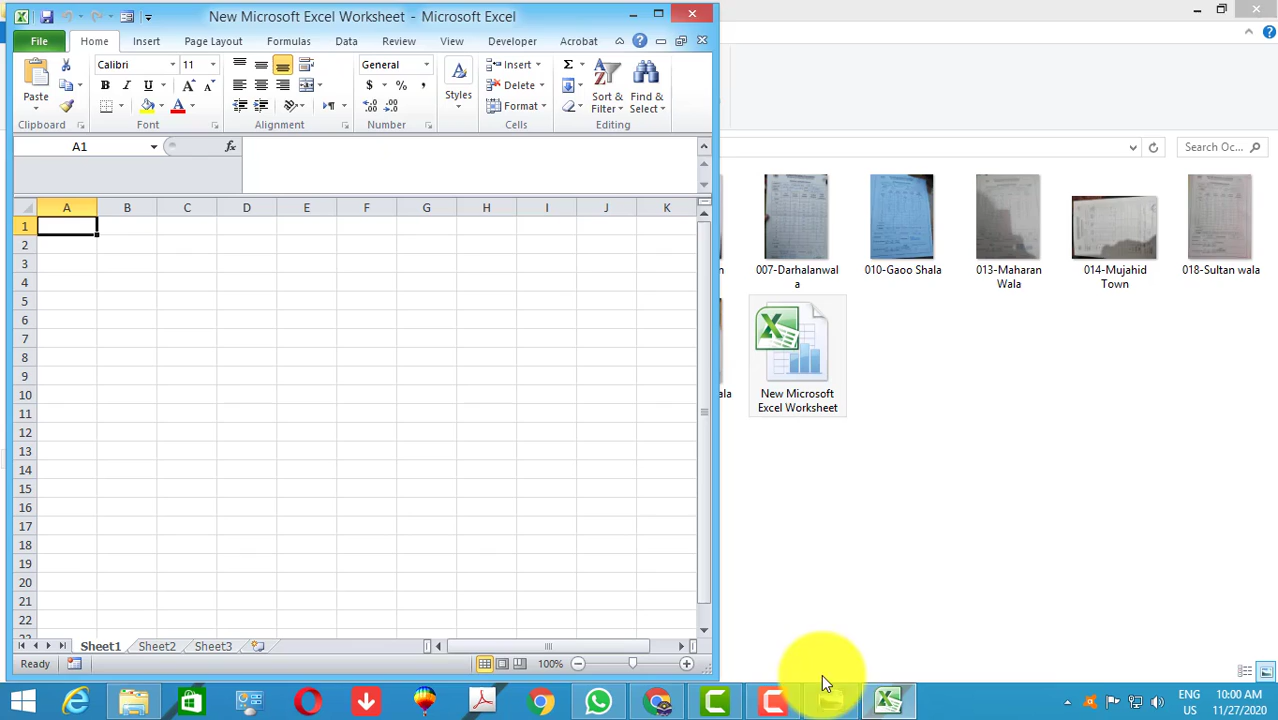 New Microsoft Excel Worksheet - Microsoft Excel
File Home Insert Page Layout Formulas Data Review View Developer Acrobat
Paste
Clipboard
Calibri 11
B I U A A
A
Font
Alignment
General
$ % ,
Number
Styles
Insert
Delete
Format
Cells
Σ
Sort & Filter
Find & Select
Editing
A1 fx
Search Oc...
A B C D E F G H I J K
1
2
3
4
5
6
7
8
9
10
11
12
13
14
15
16
17
18
19
20
21
22
007-Darhalanwal
a
010-Gaoo Shala
013-Maharan
Wala
014-Mujahid
Town
018-Sultan wala
New Microsoft
Excel Worksheet
Sheet1 Sheet2 Sheet3
Ready 100%
ENG
US
10:00 AM
11/27/2020